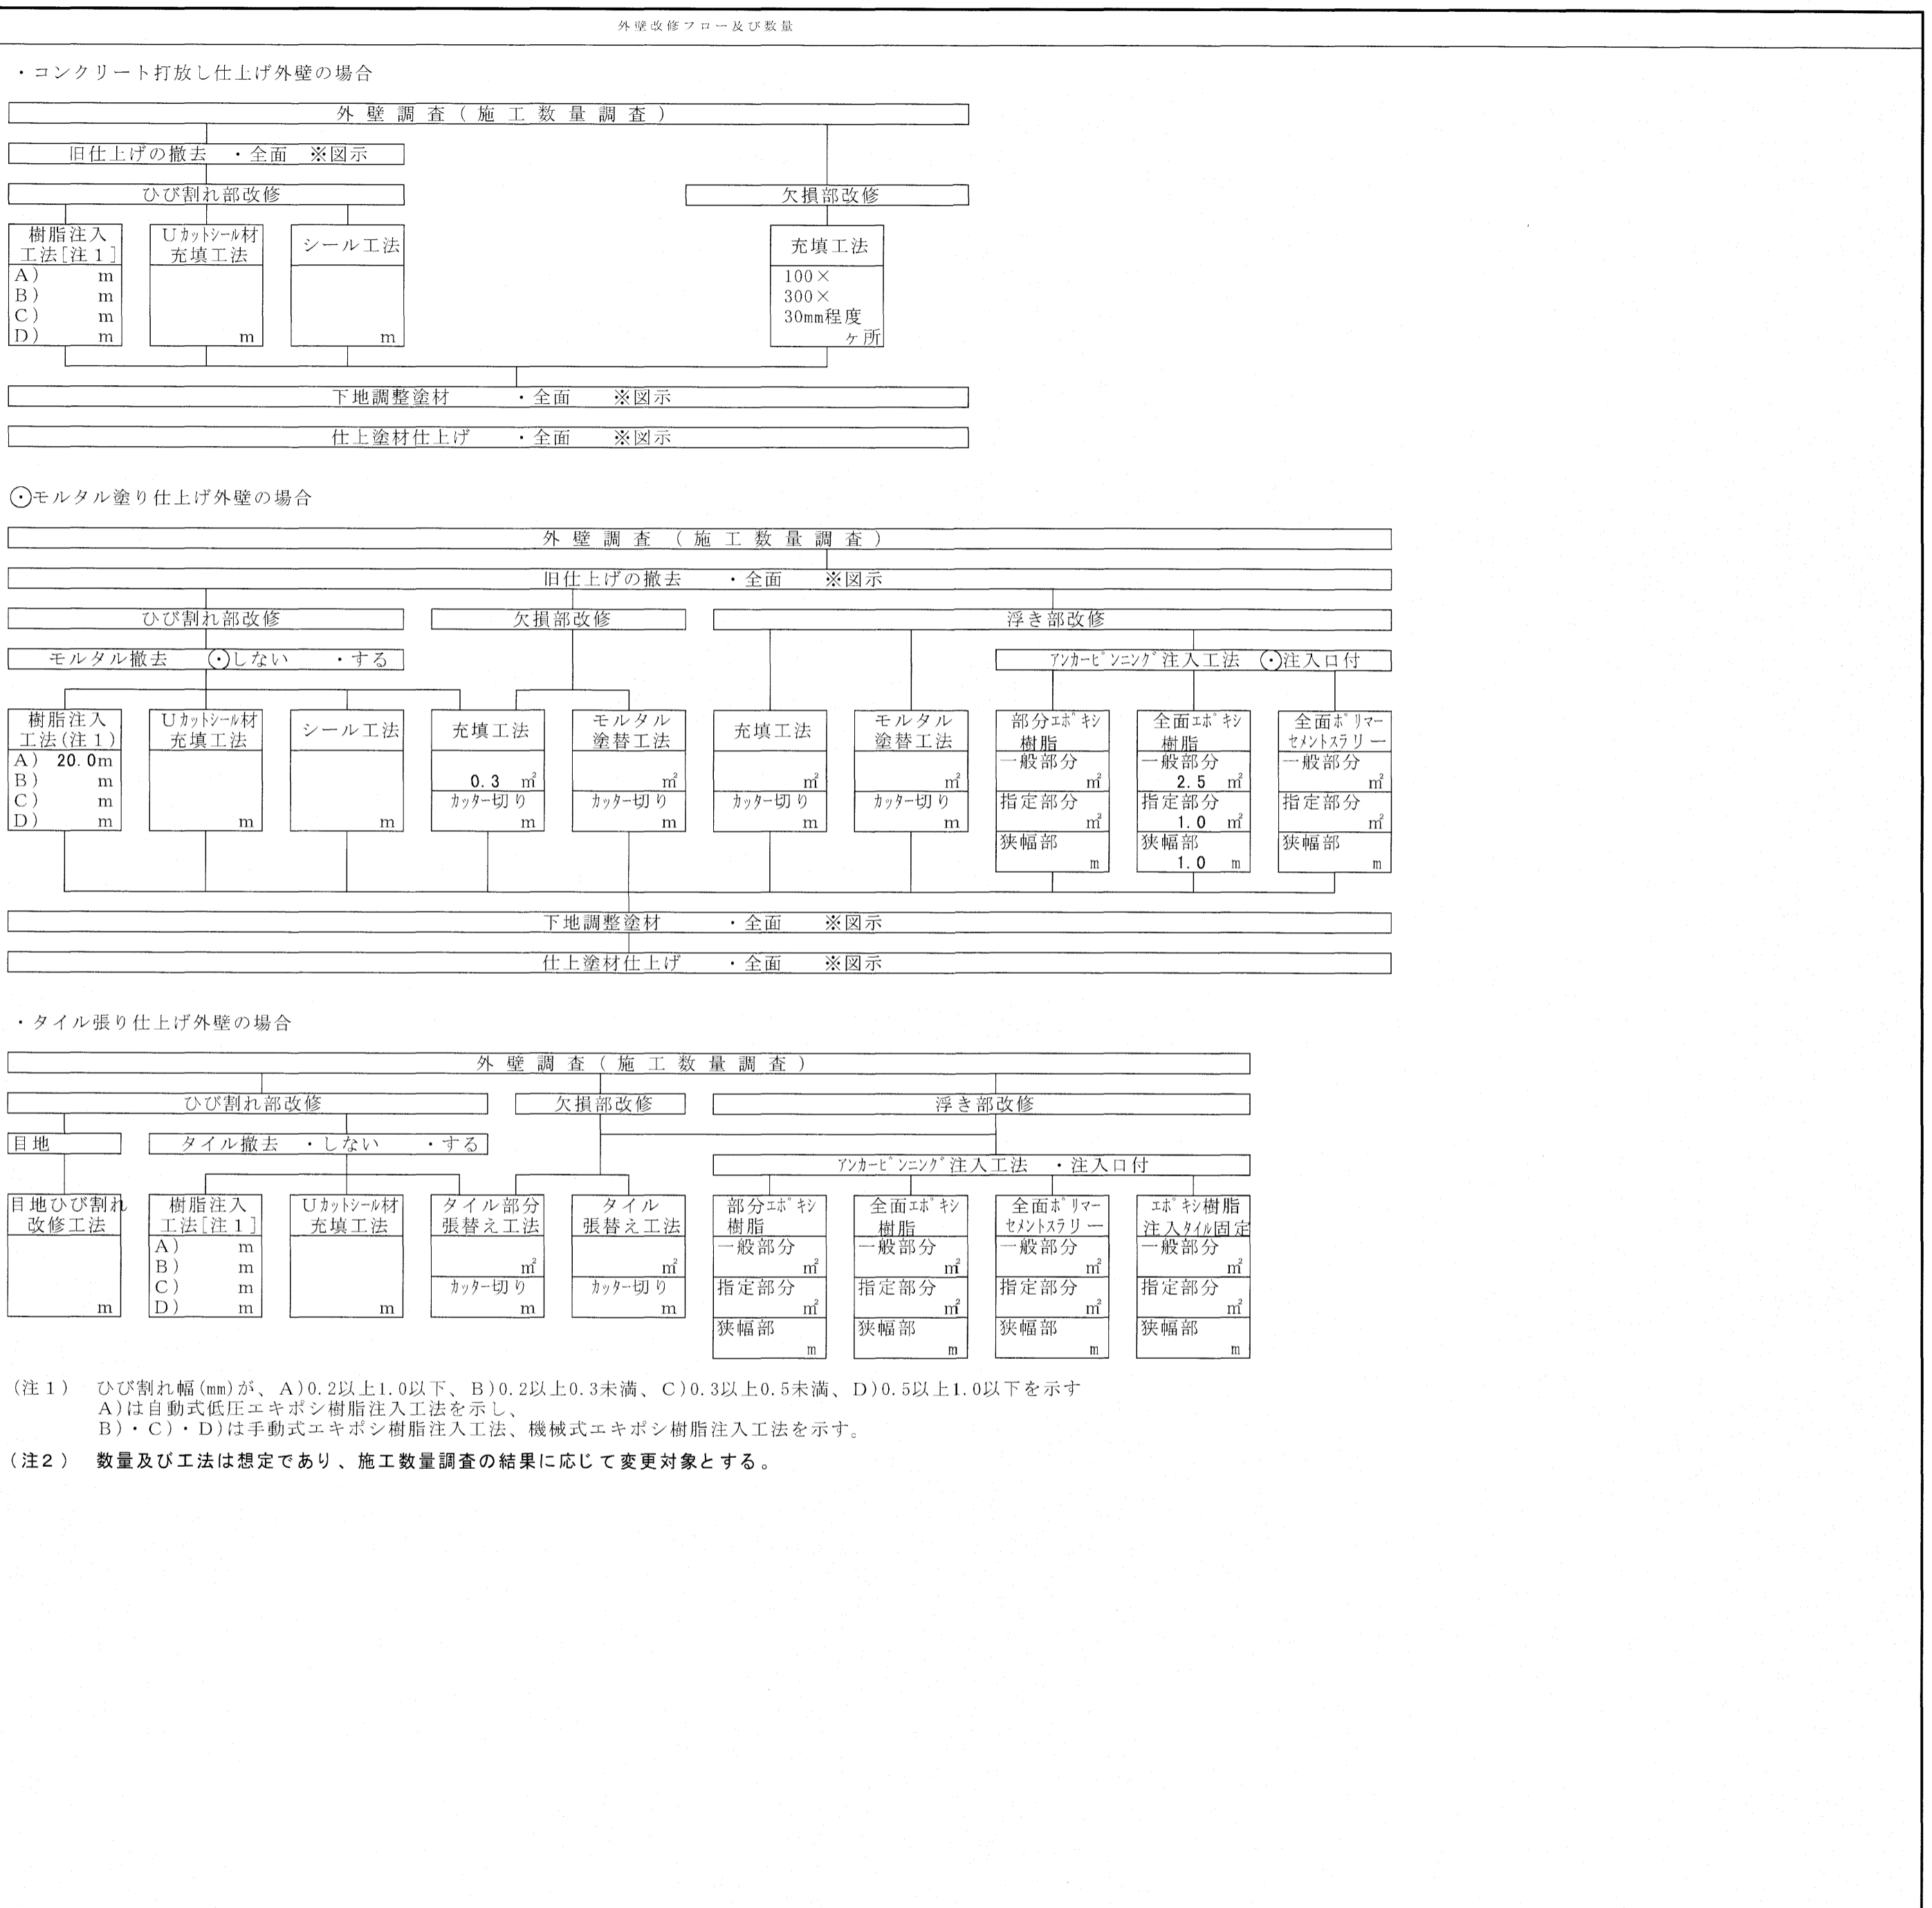 外壁改修フロー及び数量
・コンクリート打放し仕上げ外壁の場合
外壁調査(施工数量調査)
旧仕上げの撤去 ・全面 ※図示
ひび割れ部改修
欠損部改修
樹脂注入
工法[注1]
A) m
B) m
C) m
D) m
Uカットシール材
充填工法
m
シール工法
m
充填工法
100×
300×
30mm程度
ヶ所
下地調整塗材 ・全面 ※図示
仕上塗材仕上げ ・全面 ※図示
⊙モルタル塗り仕上げ外壁の場合
外壁調査(施工数量調査)
旧仕上げの撤去 ・全面 ※図示
ひび割れ部改修
欠損部改修
浮き部改修
モルタル撤去 ⊙しない ・する
アンカーピンニング注入工法 ⊙注入口付
樹脂注入
工法(注1)
A) 20.0m
B) m
C) m
D) m
Uカットシール材
充填工法
m
シール工法
m
充填工法
0.3 ㎡
カッター切り
m
モルタル
塗替工法
㎡
カッター切り
m
充填工法
㎡
カッター切り
m
モルタル
塗替工法
㎡
カッター切り
m
部分エポキシ
樹脂
一般部分
㎡
指定部分
㎡
狭幅部
m
全面エポキシ
樹脂
一般部分
2.5 ㎡
指定部分
1.0 ㎡
狭幅部
1.0 m
全面ポリマー
セメントスラリー
一般部分
㎡
指定部分
㎡
狭幅部
m
下地調整塗材 ・全面 ※図示
仕上塗材仕上げ ・全面 ※図示
・タイル張り仕上げ外壁の場合
外壁調査(施工数量調査)
ひび割れ部改修
欠損部改修
浮き部改修
目地
タイル撤去 ・しない ・する
アンカーピンニング注入工法 ・注入口付
目地ひび割れ
改修工法
m
樹脂注入
工法[注1]
A) m
B) m
C) m
D) m
Uカットシール材
充填工法
m
タイル部分
張替え工法
㎡
カッター切り
m
タイル
張替え工法
㎡
カッター切り
m
部分エポキシ
樹脂
一般部分
㎡
指定部分
㎡
狭幅部
m
全面エポキシ
樹脂
一般部分
㎡
指定部分
㎡
狭幅部
m
全面ポリマー
セメントスラリー
一般部分
㎡
指定部分
㎡
狭幅部
m
エポキシ樹脂
注入タイル固定
一般部分
㎡
指定部分
㎡
狭幅部
m
(注1) ひび割れ幅(mm)が、A)0.2以上1.0以下、B)0.2以上0.3未満、C)0.3以上0.5未満、D)0.5以上1.0以下を示す
A)は自動式低圧エキポシ樹脂注入工法を示し、
B)・C)・D)は手動式エキポシ樹脂注入工法、機械式エキポシ樹脂注入工法を示す。
(注2) 数量及び工法は想定であり、施工数量調査の結果に応じて変更対象とする。